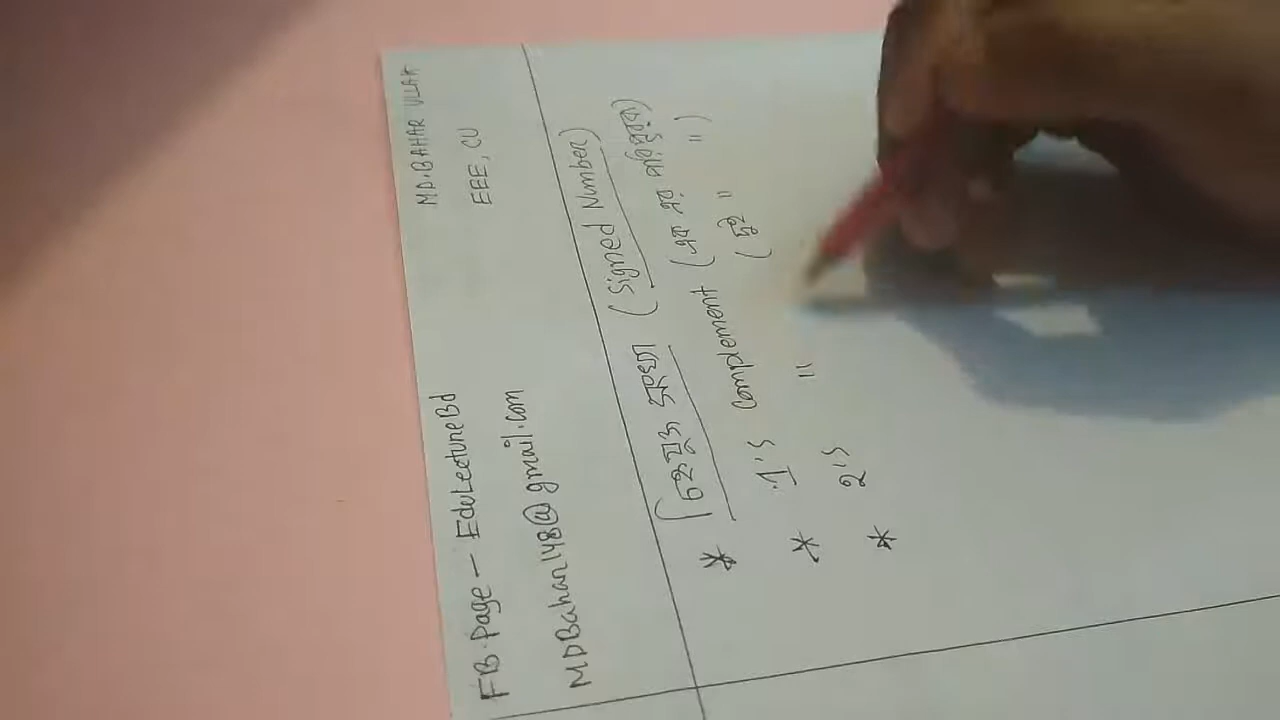 FB. Page - EduLectureBd MD.BAHAR ULLAH
MDBahar148@gmail.com EEE, CU
* চিহ্নযুক্ত সংখ্যা (Signed Number)
* 1's complement (এক এর পরিপূরক)
* 2's " (দুই " ")